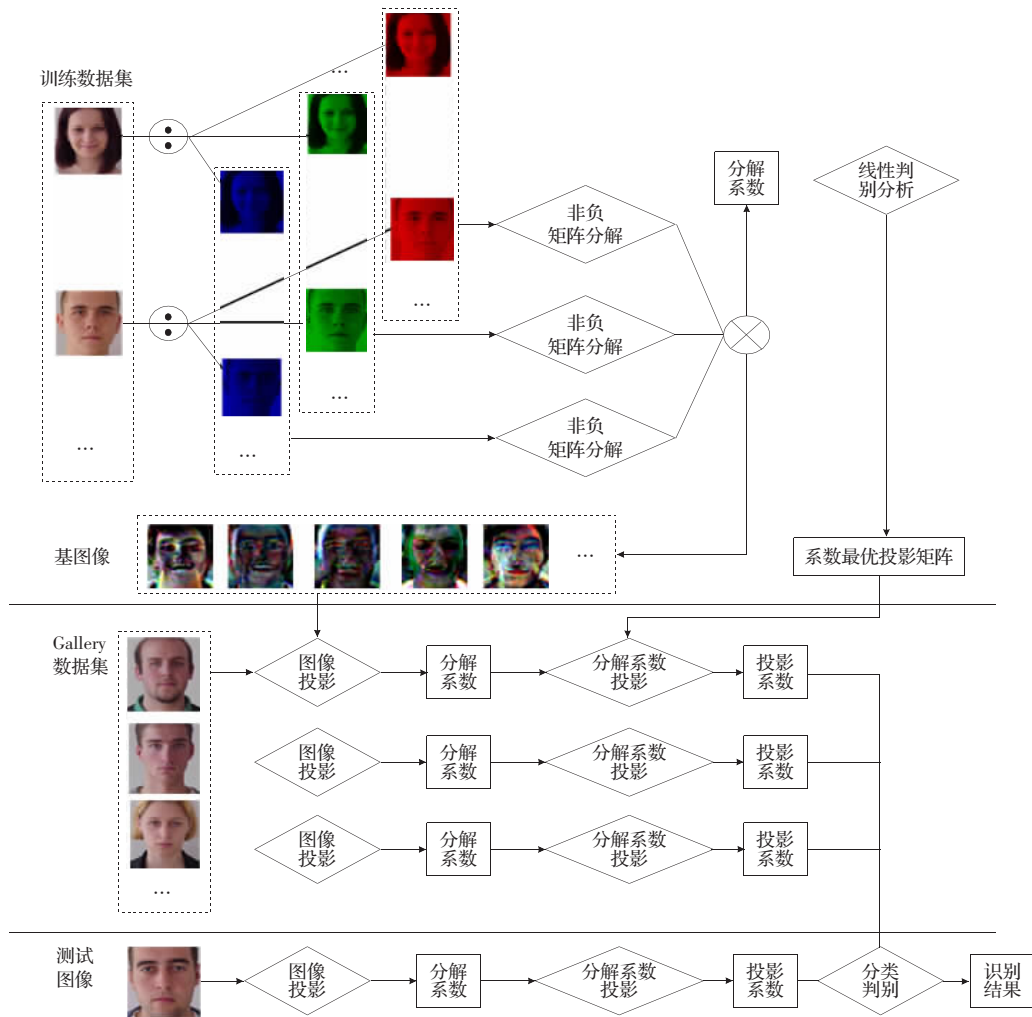 训练数据集
…
…
…
…
…
非负
矩阵分解
非负
矩阵分解
非负
矩阵分解
分解
系数
线性判
别分析
基图像
…
系数最优投影矩阵
Gallery
数据集
图像
投影
分解
系数
分解系数
投影
投影
系数
图像
投影
分解
系数
分解系数
投影
投影
系数
图像
投影
分解
系数
分解系数
投影
投影
系数
…
测试
图像
图像
投影
分解
系数
分解系数
投影
投影
系数
分类
判别
识别
结果